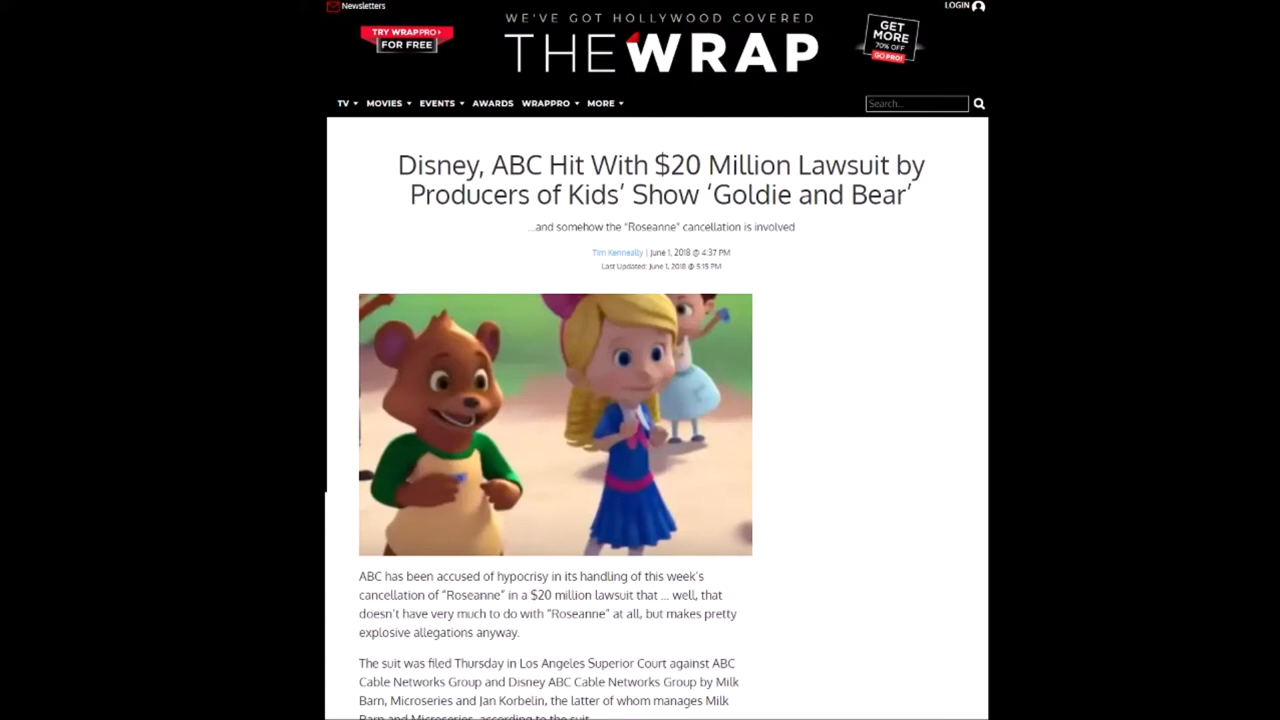 Newsletters
LOGIN
WE'VE GOT HOLLYWOOD COVERED
THE WRAP
TRY WRAPPRO›
FOR FREE
GET
MORE
70% OFF
GO PRO!
TV MOVIES EVENTS AWARDS WRAPPRO MORE
Search...
Disney, ABC Hit With $20 Million Lawsuit by
Producers of Kids’ Show ‘Goldie and Bear’
...and somehow the “Roseanne” cancellation is involved
Tim Kenneally | June 1, 2018 @ 4:37 PM
Last Updated: June 1, 2018 @ 5:15 PM
ABC has been accused of hypocrisy in its handling of this week’s
cancellation of “Roseanne” in a $20 million lawsuit that ... well, that
doesn’t have very much to do with “Roseanne” at all, but makes pretty
explosive allegations anyway.
The suit was filed Thursday in Los Angeles Superior Court against ABC
Cable Networks Group and Disney ABC Cable Networks Group by Milk
Barn, Microseries and Jan Korbelin, the latter of whom manages Milk
Barn and Microseries, according to the suit.